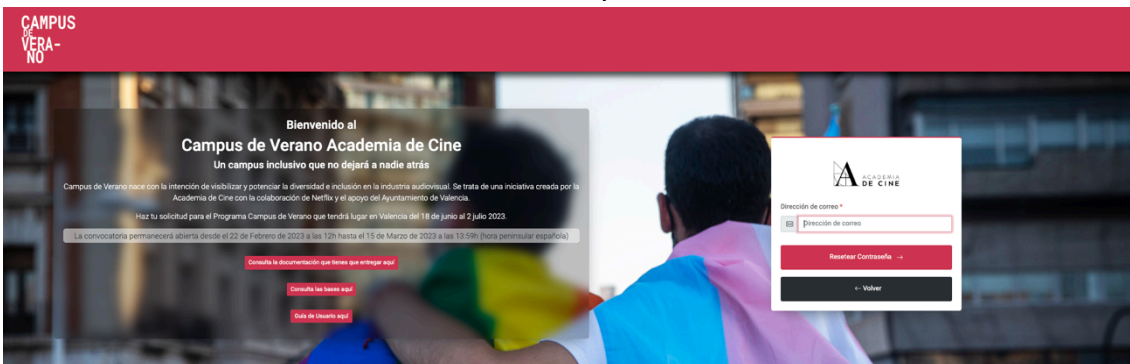 CAMPUS
DE
VERA-
NO
Bienvenido al
Campus de Verano Academia de Cine
Un campus inclusivo que no dejará a nadie atrás
Campus de Verano nace con la intención de visibilizar y potenciar la diversidad e inclusión en la industria audiovisual. Se trata de una iniciativa creada por la
Academia de Cine con la colaboración de Netflix y el apoyo del Ayuntamiento de Valencia.
Haz tu solicitud para el Programa Campus de Verano que tendrá lugar en Valencia del 18 de junio al 2 julio 2023.
La convocatoria permanecerá abierta desde el 22 de Febrero de 2023 a las 12h hasta el 15 de Marzo de 2023 a las 13:59h (hora peninsular española)
Consulta la documentación que tienes que entregar aquí
Consulta las bases aquí
Guía de Usuario aquí
ACADEMIA
DE CINE
Dirección de correo *
Dirección de correo
Resetear Contraseña →
← Volver